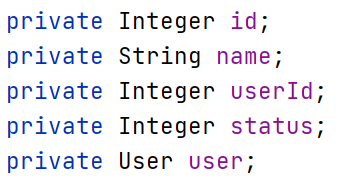 private Integer id;
private String name;
private Integer userId;
private Integer status;
private User user;